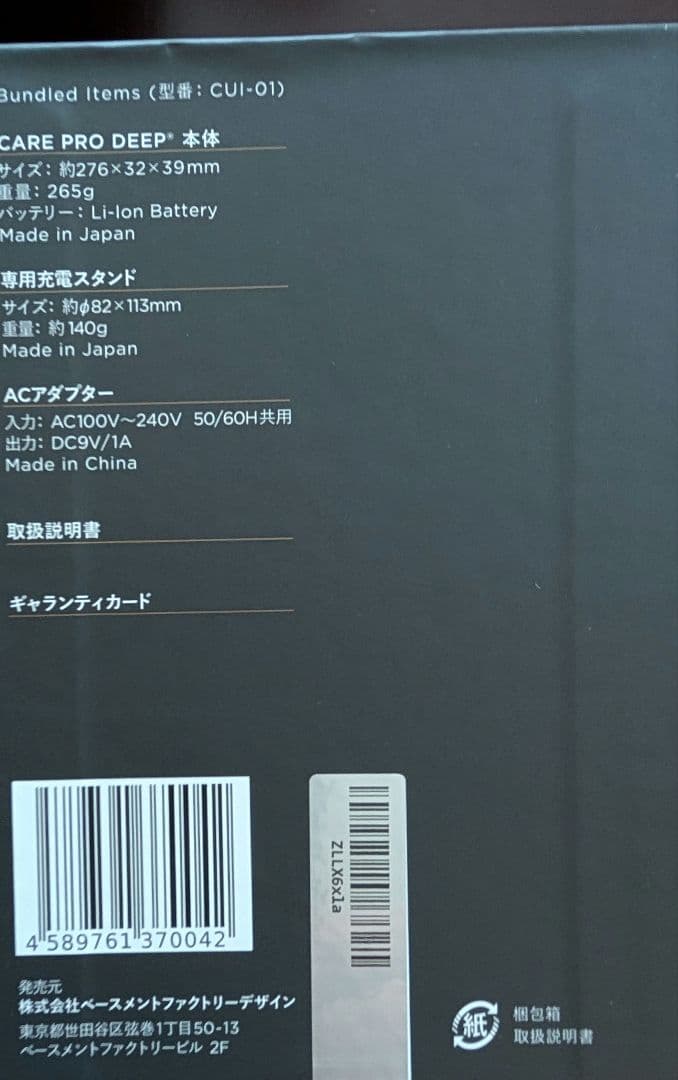 Bundled Items (型番: CUI-01)
CARE PRO DEEP® 本体
サイズ: 約276×32×39mm
重量: 265g
バッテリー: Li-Ion Battery
Made in Japan
専用充電スタンド
サイズ: 約φ82×113mm
重量: 約140g
Made in Japan
ACアダプター
入力: AC100V〜240V 50/60H共用
出力: DC9V/1A
Made in China
取扱説明書
ギャランティカード
4 589761 370042
ZLLX6x1a
発売元
株式会社ベースメントファクトリーデザイン
東京都世田谷区弦巻1丁目50-13
ベースメントファクトリービル 2F
紙
梱包箱
取扱説明書